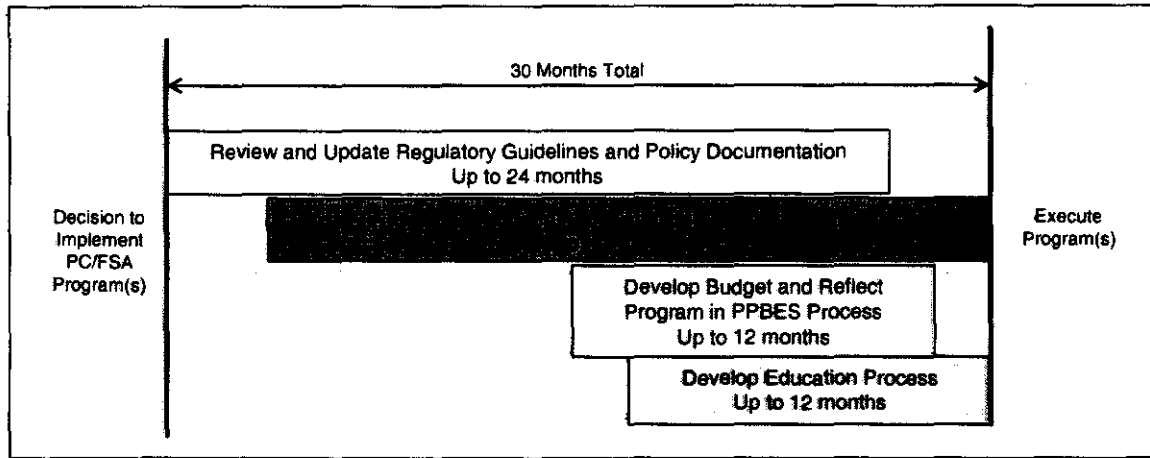 30 Months Total
Review and Update Regulatory Guidelines and Policy Documentation
Up to 24 months
Decision to
Implement
PC/FSA
Program(s)
Execute
Program(s)
Develop Budget and Reflect
Program in PPBES Process
Up to 12 months
Develop Education Process
Up to 12 months